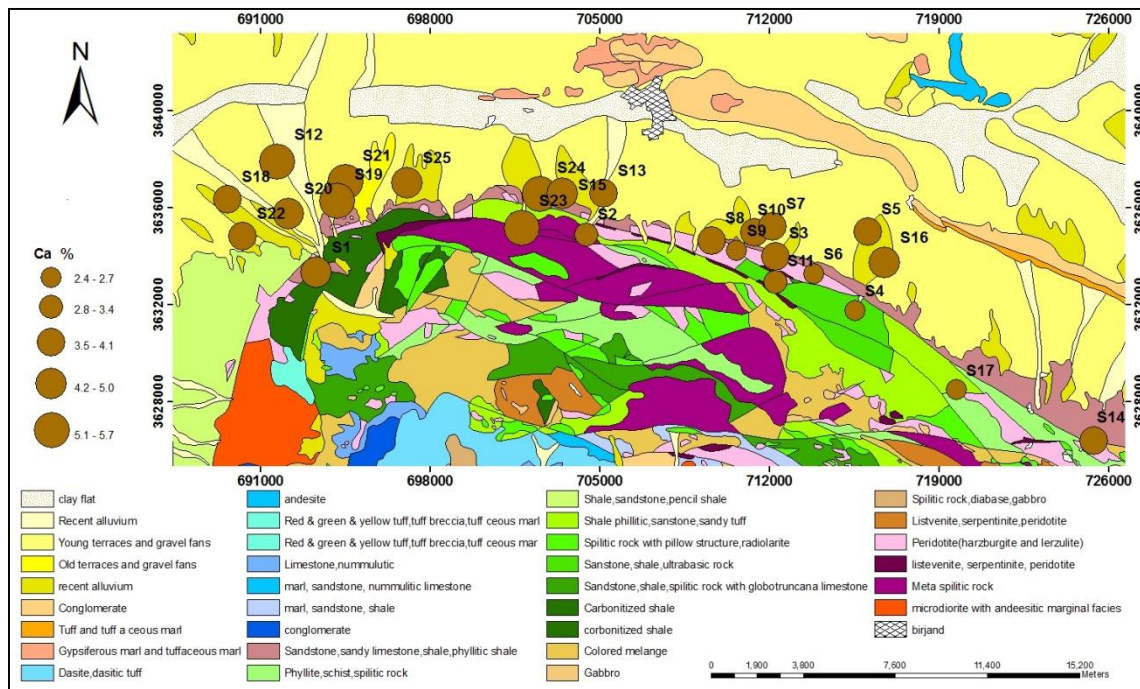 691000 698000 705000 712000 719000 726000
N
3640000 3640000
S12
S21
S25
S24
S13
S18
S19
S15
S20
S23
S22
S2
S8
S10
S7
S9
S3
S5
S16
S1
S11
S6
S4
S17
S14
3636000 3636000
3632000 3632000
3628000 3628000
Ca %
2.4 - 2.7
2.8 - 3.4
3.5 - 4.1
4.2 - 5.0
5.1 - 5.7
clay flat
Recent alluvium
Young terraces and gravel fans
Old terraces and gravel fans
recent alluvium
Conglomerate
Tuff and tuff a ceous marl
Gypsiferous marl and tuffaceous marl
Dasite,dasitic tuff
andesite
Red & green & yellow tuff,tuff breccia,tuff ceous marl
Red & green & yellow tuff,tuff breccia,tuff ceous mar
Limestone,nummulutic
marl, sandstone, nummulitic limestone
marl, sandstone, shale
conglomerate
Sandstone,sandy limestone,shale,phyllitic shale
Phyllite,schist,spilitic rock
Shale,sandstone,pencil shale
Shale phillitic,sanstone,sandy tuff
Spilitic rock with pillow structure,radiolarite
Sanstone,shale,ultrabasic rock
Sandstone,shale,spilitic rock with globotruncana limestone
Carbonitized shale
corbonitized shale
Colored melange
Gabbro
Spilitic rock,diabase,gabbro
Listvenite,serpentinite,peridotite
Peridotite(harzburgite and lerzulite)
listevenite, serpentinite, peridotite
Meta spilitic rock
microdiorite with andeesitic marginal facies
birjand
0 1,900 3,800 7,600 11,400 15,200
Meters